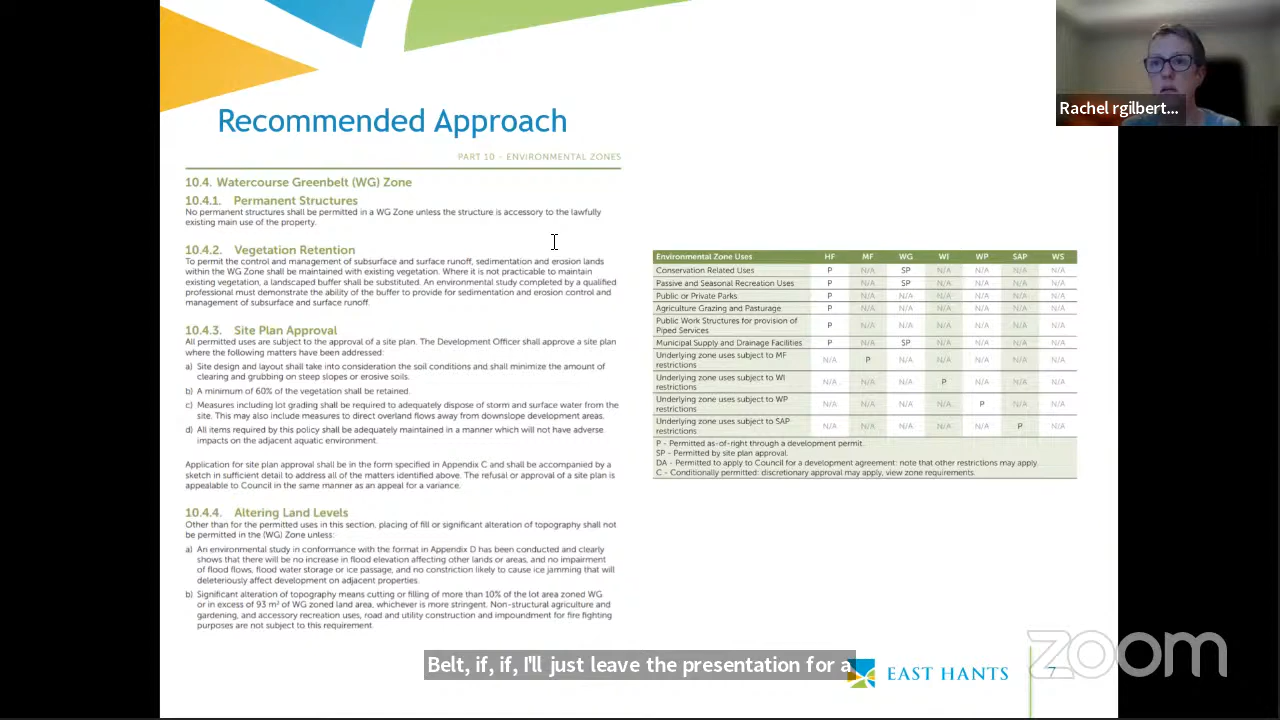 Recommended Approach
PART 10 - ENVIRONMENTAL ZONES
10.4. Watercourse Greenbelt (WG) Zone
10.4.1. Permanent Structures
No permanent structures shall be permitted in a WG Zone unless the structure is accessory to the lawfully
existing main use of the property.
10.4.2. Vegetation Retention
To permit the control and management of subsurface and surface runoff, sedimentation and erosion lands
within the WG Zone shall be maintained with existing vegetation. Where it is not practicable to maintain
existing vegetation, a landscaped buffer shall be substituted. An environmental study completed by a qualified
professional must demonstrate the ability of the buffer to provide for sedimentation and erosion control and
management of subsurface and surface runoff.
10.4.3. Site Plan Approval
All permitted uses are subject to the approval of a site plan. The Development Officer shall approve a site plan
where the following matters have been addressed:
a) Site design and layout shall take into consideration the soil conditions and shall minimize the amount of
clearing and grubbing on steep slopes or erosive soils.
b) A minimum of 60% of the vegetation shall be retained.
c) Measures including lot grading shall be required to adequately dispose of storm and surface water from the
site. This may also include measures to direct overland flows away from downslope development areas.
d) All items required by this policy shall be adequately maintained in a manner which will not have adverse
impacts on the adjacent aquatic environment.
Application for site plan approval shall be in the form specified in Appendix C and shall be accompanied by a
sketch in sufficient detail to address all of the matters identified above. The refusal or approval of a site plan is
appealable to Council in the same manner as an appeal for a variance.
10.4.4. Altering Land Levels
Other than for the permitted uses in this section, placing of fill or significant alteration of topography shall not
be permitted in the (WG) Zone unless:
a) An environmental study in conformance with the format in Appendix D has been conducted and clearly
shows that there will be no increase in flood elevation affecting other lands or areas, and no impairment
of flood flows, flood water storage or ice passage, and no constriction likely to cause ice jamming that will
deleteriously affect development on adjacent properties.
b) Significant alteration of topography means cutting or filling of more than 10% of the lot area zoned WG
or in excess of 93 m² of WG zoned land area, whichever is more stringent. Non-structural agriculture and
gardening, and accessory recreation uses, road and utility construction and impoundment for fire fighting
purposes are not subject to this requirement.
Environmental Zone Uses HF MF WG WI WP SAP WS
Conservation Related Uses P N/A SP N/A N/A N/A N/A
Passive and Seasonal Recreation Uses P N/A SP N/A N/A N/A N/A
Public or Private Parks P N/A N/A N/A N/A N/A N/A
Agriculture Grazing and Pasturage P N/A N/A N/A N/A N/A N/A
Public Work Structures for provision of
Piped Services P N/A N/A N/A N/A N/A N/A
Municipal Supply and Drainage Facilities P N/A SP N/A N/A N/A N/A
Underlying zone uses subject to MF
restrictions N/A P N/A N/A N/A N/A N/A
Underlying zone uses subject to WI
restrictions N/A N/A N/A P N/A N/A N/A
Underlying zone uses subject to WP
restrictions N/A N/A N/A N/A P N/A N/A
Underlying zone uses subject to SAP
restrictions N/A N/A N/A N/A N/A P N/A
P - Permitted as-of-right through a development permit.
SP - Permitted by site plan approval.
DA - Permitted to apply to Council for a development agreement: note that other restrictions may apply.
C - Conditionally permitted: discretionary approval may apply, view zone requirements.
Rachel rgilbert...
Belt, if, if, I'll just leave the presentation for a
EAST HANTS
7
zoom